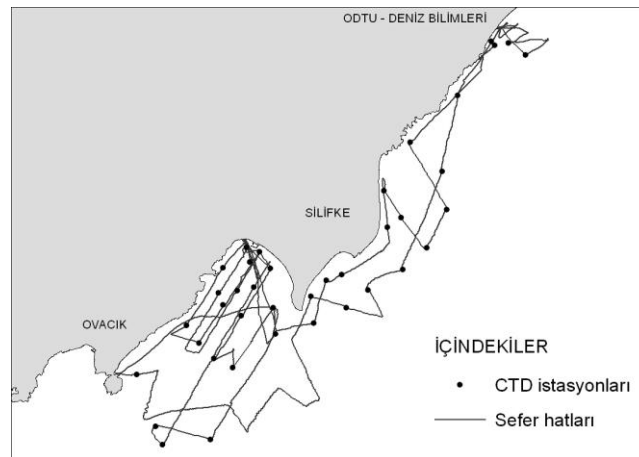 ODTU - DENİZ BİLİMLERİ
SİLİFKE
OVACIK
İÇİNDEKİLER
CTD istasyonları
Sefer hatları